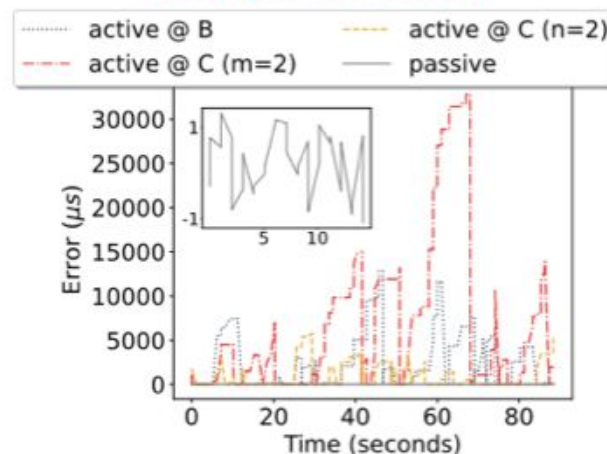 active @ B
active @ C (n=2)
active @ C (m=2)
passive
30000
25000
20000
15000
10000
5000
0
Error (μs)
1
-1
5
10
0
20
40
60
80
Time (seconds)